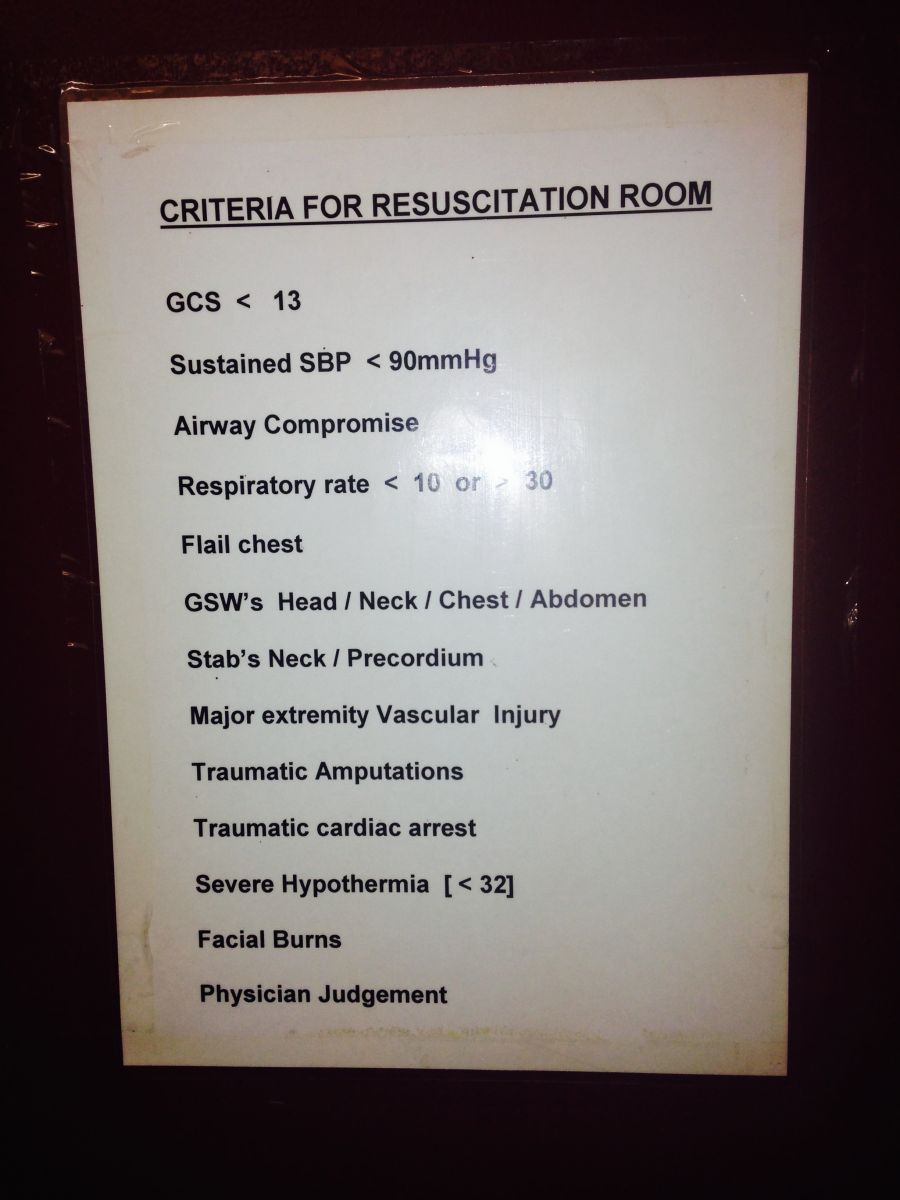 CRITERIA FOR RESUSCITATION ROOM
GCS < 13
Sustained SBP < 90mmHg
Airway Compromise
Respiratory rate < 10 or > 30
Flail chest
GSW’s Head / Neck / Chest / Abdomen
Stab’s Neck / Precordium
Major extremity Vascular Injury
Traumatic Amputations
Traumatic cardiac arrest
Severe Hypothermia [ < 32]
Facial Burns
Physician Judgement